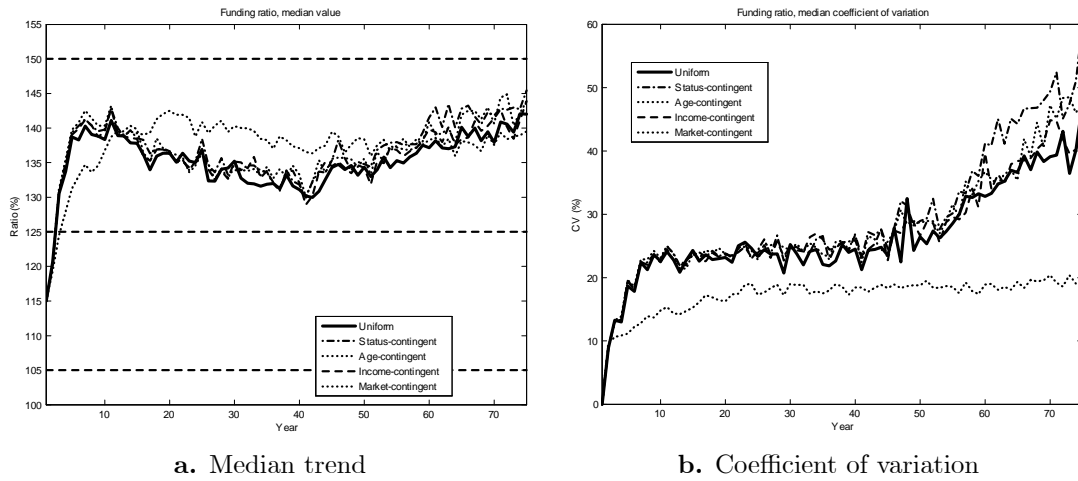 Funding ratio, median value
155
150
145
140
135
130
125
120
115
110
105
100
Ratio (%)
10 20 30 40 50 60 70
Year
Uniform
Status-contingent
Age-contingent
Income-contingent
Market-contingent
a. Median trend
Funding ratio, median coefficient of variation
60
50
40
30
20
10
0
CV (%)
10 20 30 40 50 60 70
Year
Uniform
Status-contingent
Age-contingent
Income-contingent
Market-contingent
b. Coefficient of variation